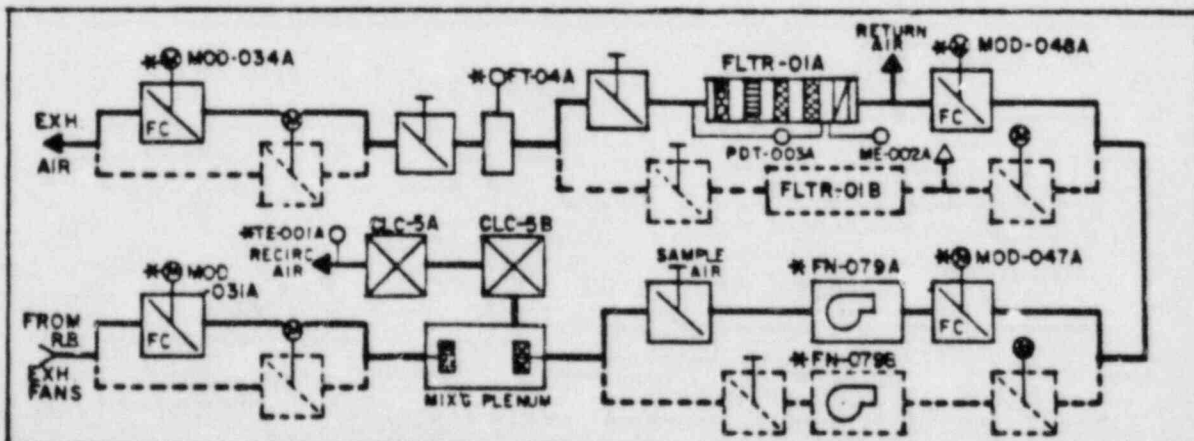 RETURN
AIR
* MOD-034A
* FT-04A
FLTR-01A
* MOD-048A
FC
FC
EXH.
AIR
PDT-003A
ME-002A
FLTR-01B
* TE-001A
RECIRC
AIR
CLC-5A
CLC-5B
SAMPLE
AIR
* FN-079A
* MOD-047A
* MOD
-031A
FC
FC
FROM
R.B.
EXH.
FANS
* FN-079B
MIX'G PLENUM